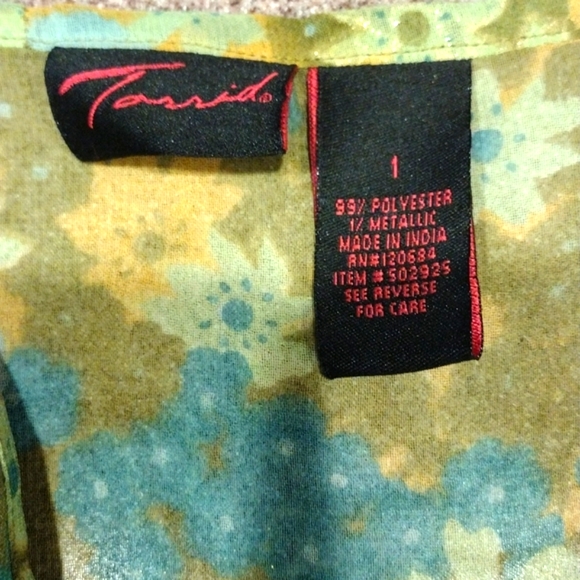 Torrid®
1
99% POLYESTER
1% METALLIC
MADE IN INDIA
RN#120684
ITEM #502925
SEE REVERSE
FOR CARE